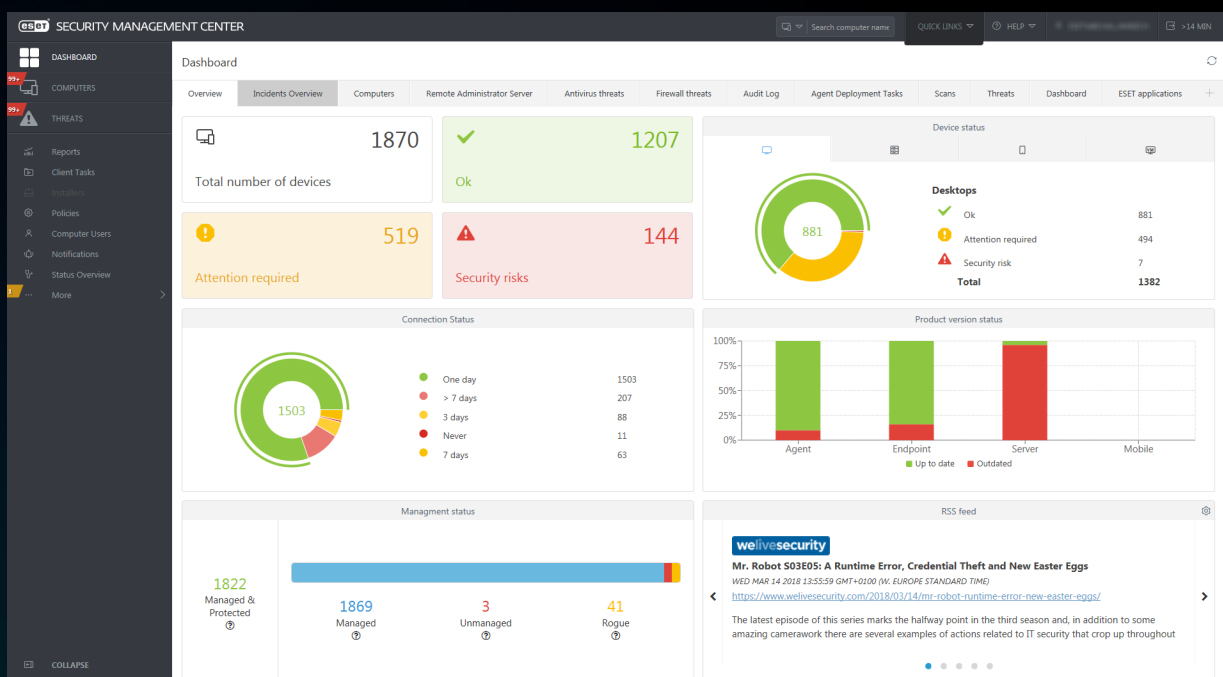 eset SECURITY MANAGEMENT CENTER
Search computer name
QUICK LINKS
HELP
>14 MIN
DASHBOARD
99+
COMPUTERS
99+
THREATS
Reports
Client Tasks
Installers
Policies
Computer Users
Notifications
Status Overview
More
COLLAPSE
Dashboard
Overview Incidents Overview Computers Remote Administrator Server Antivirus threats Firewall threats Audit Log Agent Deployment Tasks Scans Threats Dashboard ESET applications
1870
Total number of devices
1207
Ok
519
Attention required
144
Security risks
Device status
881
Desktops
Ok 881
Attention required 494
Security risk 7
Total 1382
Connection Status
1503
One day 1503
> 7 days 207
3 days 88
Never 11
7 days 63
Product version status
100%
75%
50%
25%
0%
Agent Endpoint Server Mobile
Up to date Outdated
Managment status
1822
Managed &
Protected
1869
Managed
3
Unmanaged
41
Rogue
RSS feed
welivesecurity
Mr. Robot S03E05: A Runtime Error, Credential Theft and New Easter Eggs
WED MAR 14 2018 13:55:59 GMT+0100 (W. EUROPE STANDARD TIME)
https://www.welivesecurity.com/2018/03/14/mr-robot-runtime-error-new-easter-eggs/
The latest episode of this series marks the halfway point in the third season and, in addition to some
amazing camerawork there are several examples of actions related to IT security that crop up throughout